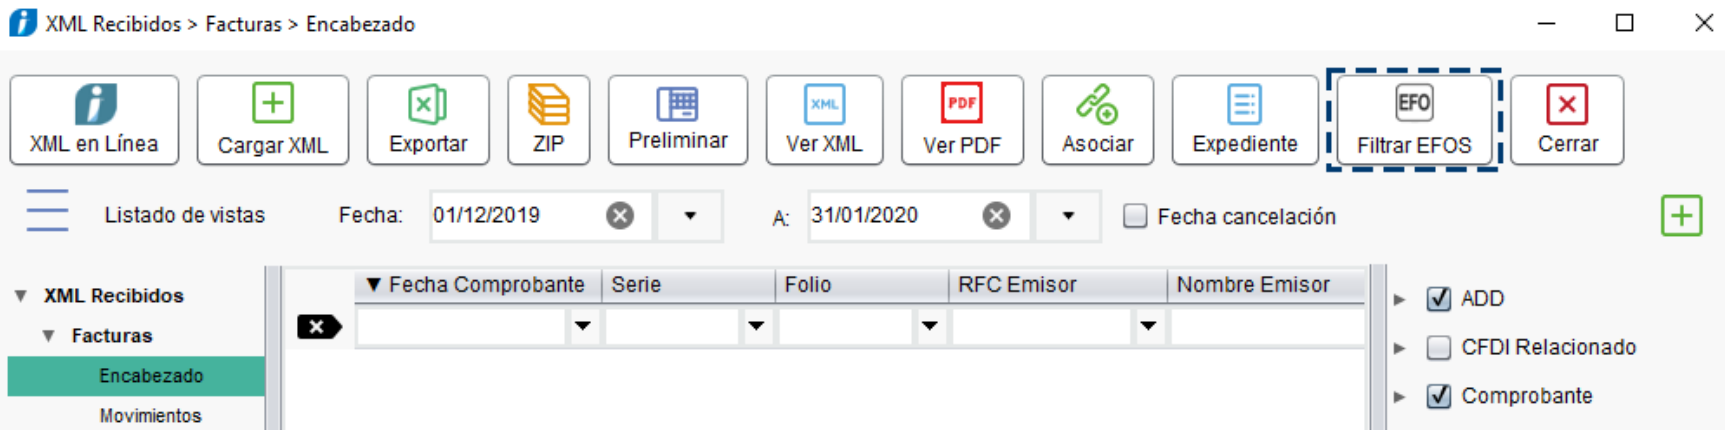 XML Recibidos > Facturas > Encabezado
XML en Línea
Cargar XML
Exportar
ZIP
Preliminar
XML
Ver XML
PDF
Ver PDF
Asociar
Expediente
EFO
Filtrar EFOS
Cerrar
Listado de vistas
Fecha: 01/12/2019
A: 31/01/2020
Fecha cancelación
XML Recibidos
Facturas
Encabezado
Movimientos
Fecha Comprobante
Serie
Folio
RFC Emisor
Nombre Emisor
ADD
CFDI Relacionado
Comprobante